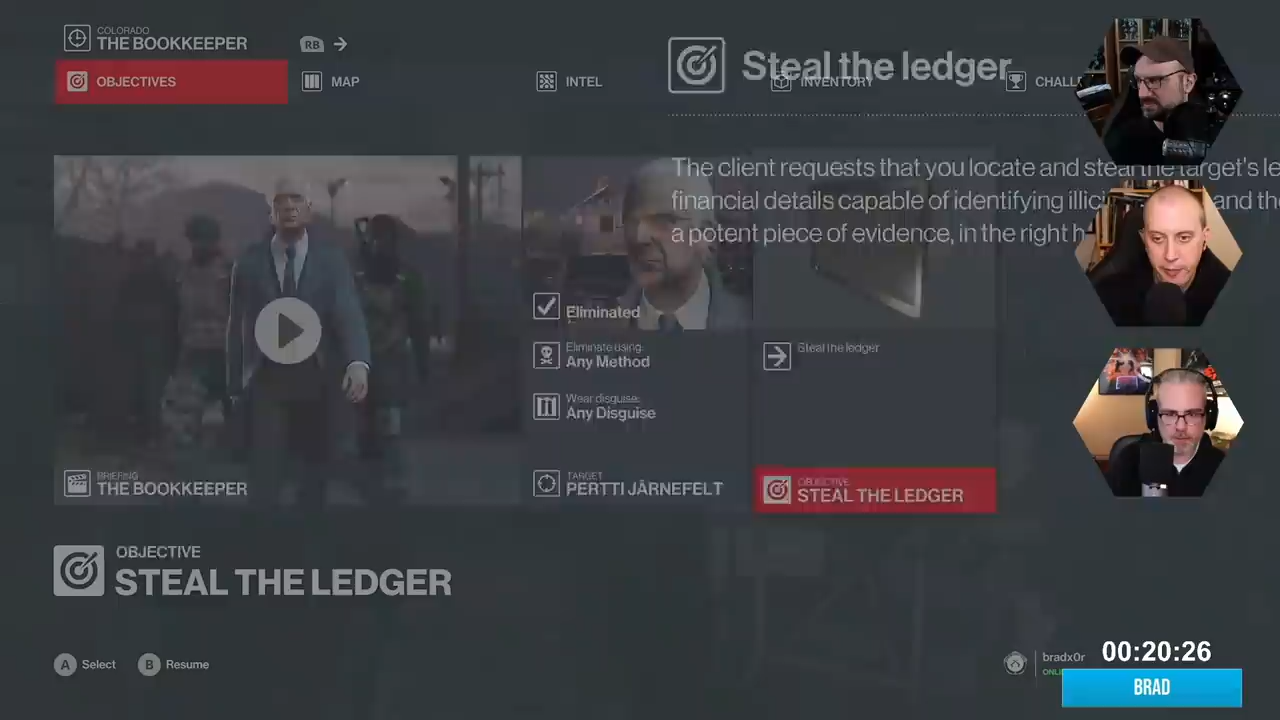 COLORADO
THE BOOKKEEPER
RB
OBJECTIVES
MAP
INTEL
INVENTORY
CHALL
Steal the ledger
The client requests that you locate and steal the target's le
financial details capable of identifying illici and the
a potent piece of evidence, in the right h
Eliminated
Eliminate using:
Any Method
Wear disguise:
Any Disguise
Steal the ledger
BRIEFING
THE BOOKKEEPER
TARGET
PERTTI JÄRNEFELT
OBJECTIVE
STEAL THE LEDGER
OBJECTIVE
STEAL THE LEDGER
A Select
B Resume
bradx0r
ONLI
00:20:26
BRAD